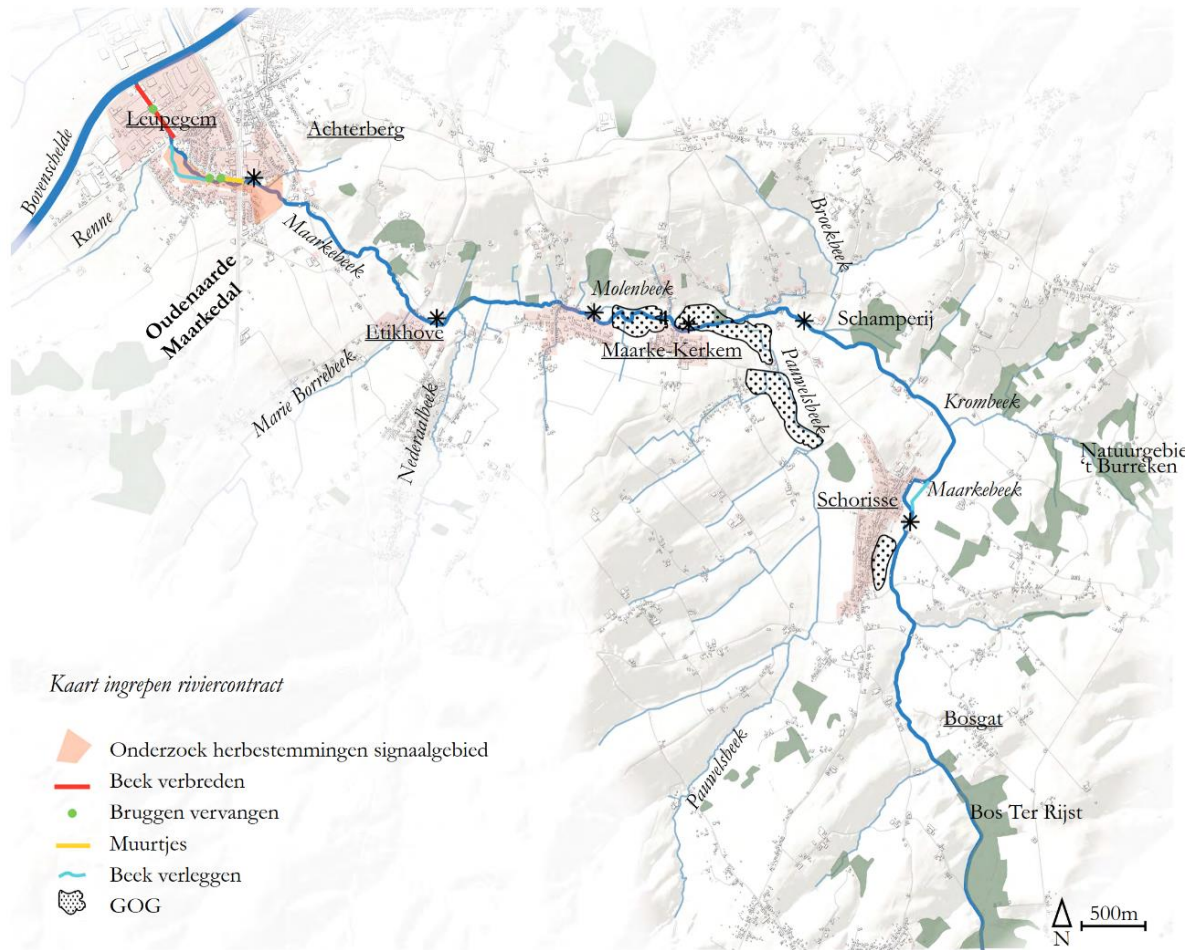 Leupegem
Achterberg
Bovenschelde
Renne
Maarkebeek
Oudenaarde
Maarkedal
Broekbeek
Molenbeek
Etikhove
Schamperij
Maarke-Kerkem
Marie Borrebeek
Pauwelsbeek
Nederaalbeek
Krombeek
Natuurgebie
't Burreken
Schorisse
Maarkebeek
Kaart ingrepen riviercontract
Bosgat
Onderzoek herbestemmingen signaalgebied
Pauwelsbeek
Beek verbreden
Bruggen vervangen
Bos Ter Rijst
Muurtjes
Beek verleggen
GOG
500m
N